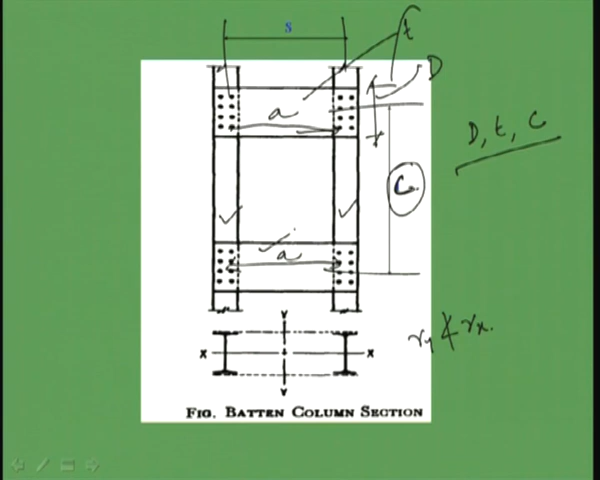 S
t
D
a
D, t, C
C
a
Y
X X
Y
ry ≮ rx.
FIG. BATTEN COLUMN SECTION